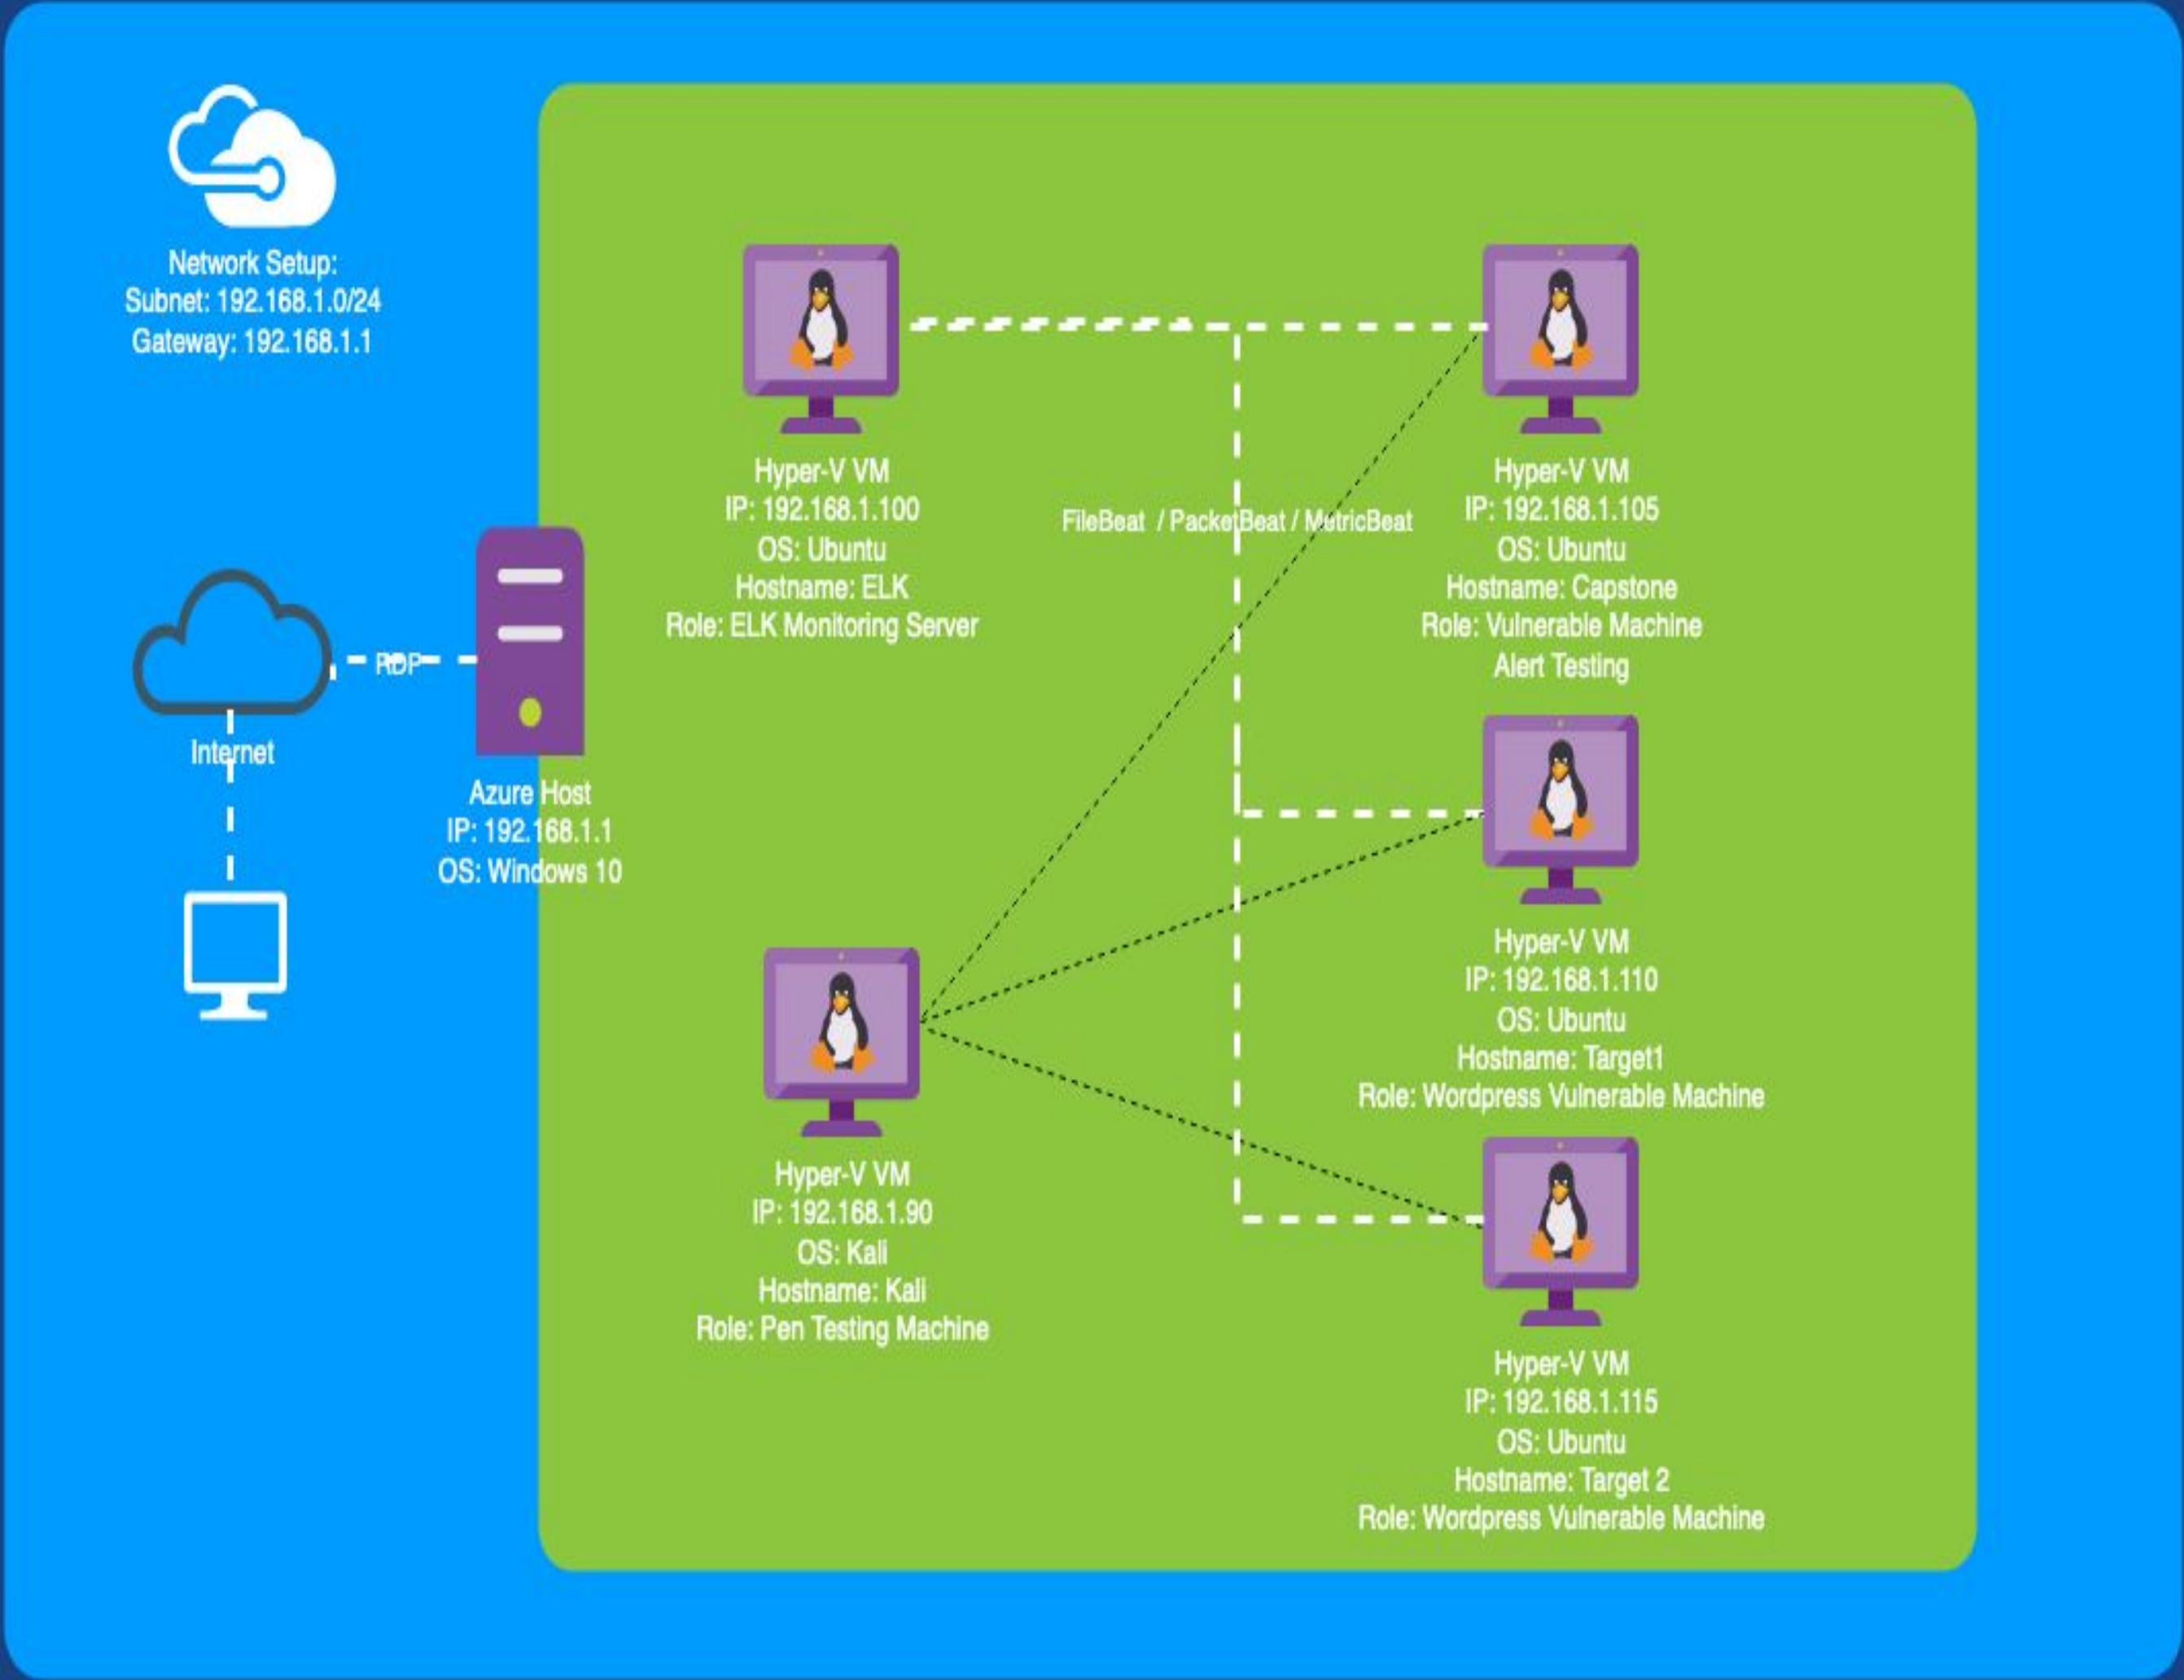 Network Setup:
Subnet: 192.168.1.0/24
Gateway: 192.168.1.1
RDP
Internet
Azure Host
IP: 192.168.1.1
OS: Windows 10
Hyper-V VM
IP: 192.168.1.100
OS: Ubuntu
Hostname: ELK
Role: ELK Monitoring Server
FileBeat / PacketBeat / MetricBeat
Hyper-V VM
IP: 192.168.1.105
OS: Ubuntu
Hostname: Capstone
Role: Vulnerable Machine
Alert Testing
Hyper-V VM
IP: 192.168.1.90
OS: Kali
Hostname: Kali
Role: Pen Testing Machine
Hyper-V VM
IP: 192.168.1.110
OS: Ubuntu
Hostname: Target1
Role: Wordpress Vulnerable Machine
Hyper-V VM
IP: 192.168.1.115
OS: Ubuntu
Hostname: Target 2
Role: Wordpress Vulnerable Machine